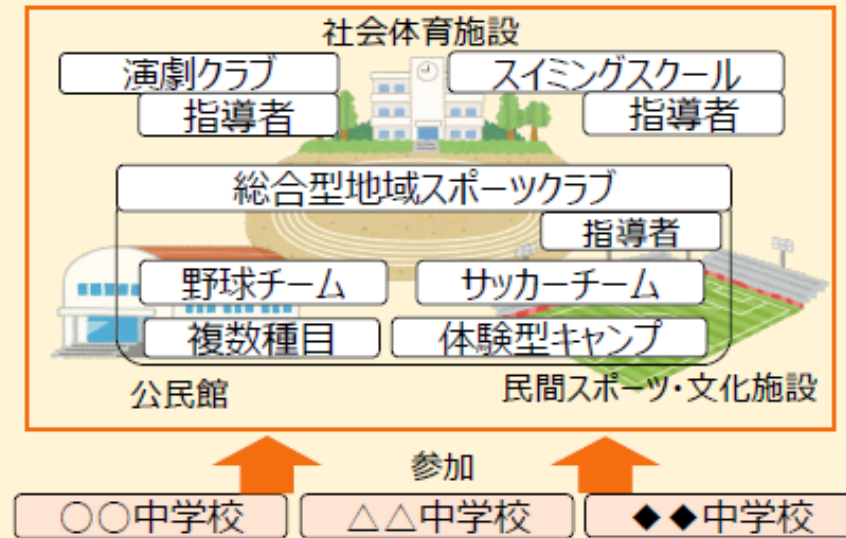 社会体育施設
演劇クラブ
スイミングスクール
指導者
指導者
総合型地域スポーツクラブ
指導者
野球チーム
サッカーチーム
複数種目
体験型キャンプ
公民館
民間スポーツ・文化施設
参加
○○中学校
△△中学校
◆◆中学校